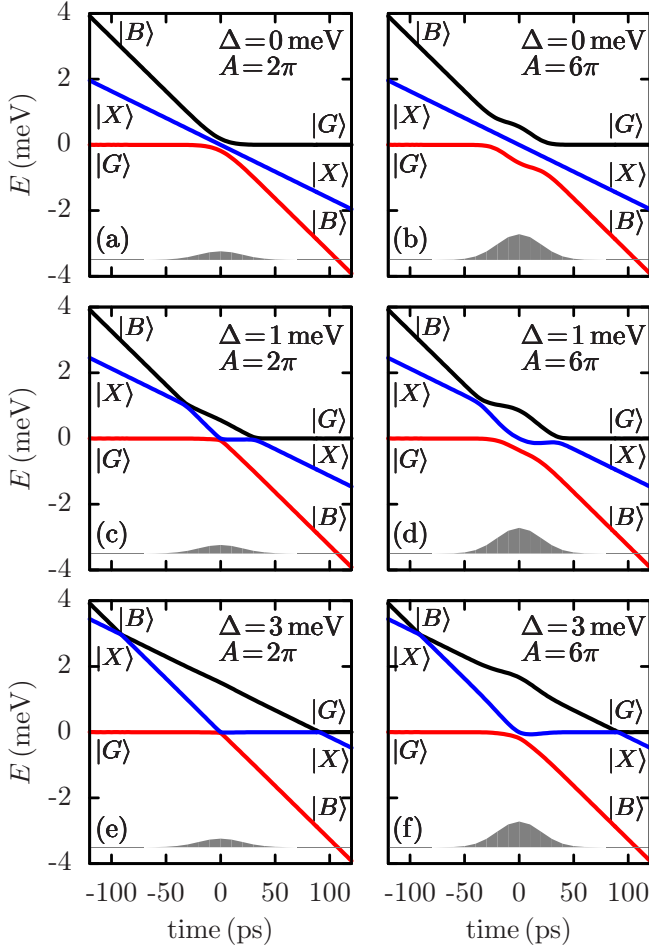 4
2
0
-2
-4
E (meV)
|B⟩
|X⟩
|G⟩
Δ=0 meV
A=2π
|G⟩
|X⟩
|B⟩
(a)
|B⟩
|X⟩
|G⟩
Δ=0 meV
A=6π
|G⟩
|X⟩
|B⟩
(b)
4
2
0
-2
-4
E (meV)
|B⟩
|X⟩
|G⟩
Δ=1 meV
A=2π
|G⟩
|X⟩
|B⟩
(c)
|B⟩
|X⟩
|G⟩
Δ=1 meV
A=6π
|G⟩
|X⟩
|B⟩
(d)
4
2
0
-2
-4
E (meV)
|B⟩
|X⟩
|G⟩
Δ=3 meV
A=2π
|G⟩
|X⟩
|B⟩
(e)
|B⟩
|X⟩
|G⟩
Δ=3 meV
A=6π
|G⟩
|X⟩
|B⟩
(f)
-100 -50 0 50 100
time (ps)
-100 -50 0 50 100
time (ps)